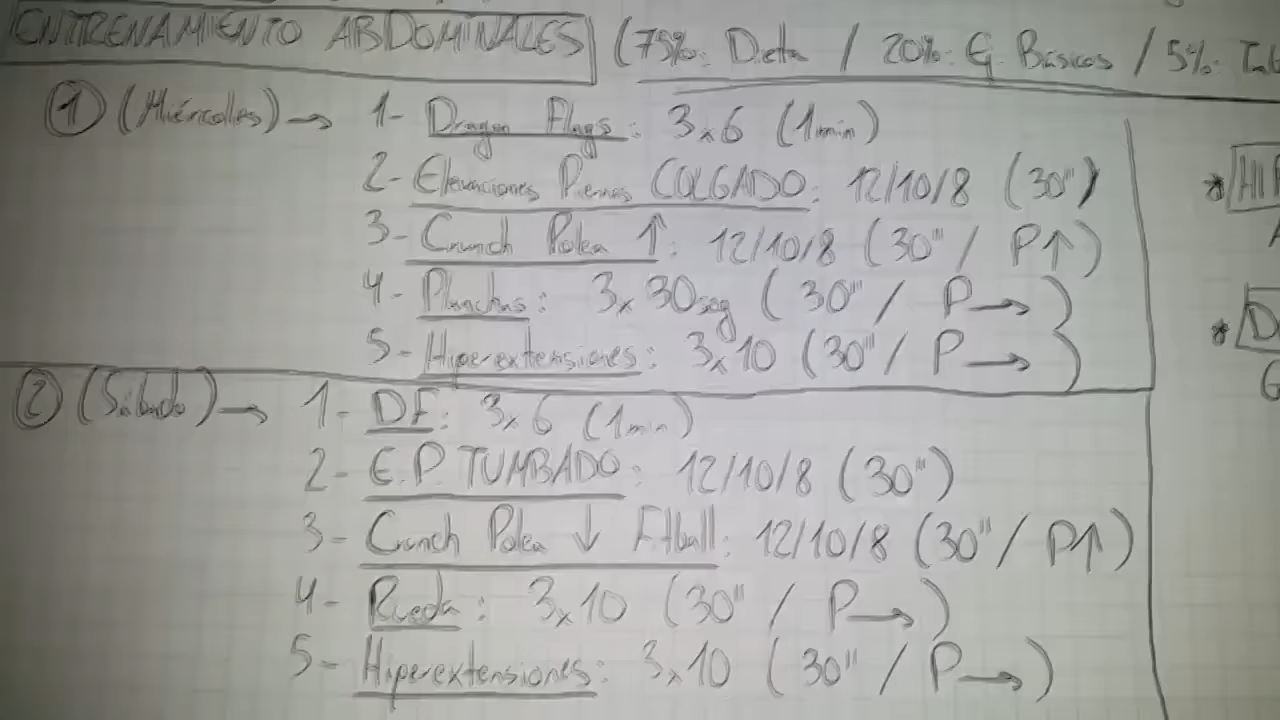 ENTRENAMIENTO ABDOMINALES (75%: Dieta / 20%: G. Básicos / 5%:
① (Miércoles) → 1- Dragon Flags: 3x6 (1min)
2- Elevaciones Piernas COLGADO: 12/10/8 (30")
3- Crunch Polea ↑: 12/10/8 (30" / P↑)
4- Planchas: 3x30seg (30" / P→)
5- Hiperextensiones: 3x10 (30" / P→)
② (Sábado) → 1- DF: 3x6 (1min)
2- E.P. TUMBADO: 12/10/8 (30")
3- Crunch Polea ↓ Fitball: 12/10/8 (30" / P↑)
4- Rueda: 3x10 (30" / P→)
5- Hiperextensiones: 3x10 (30" / P→)